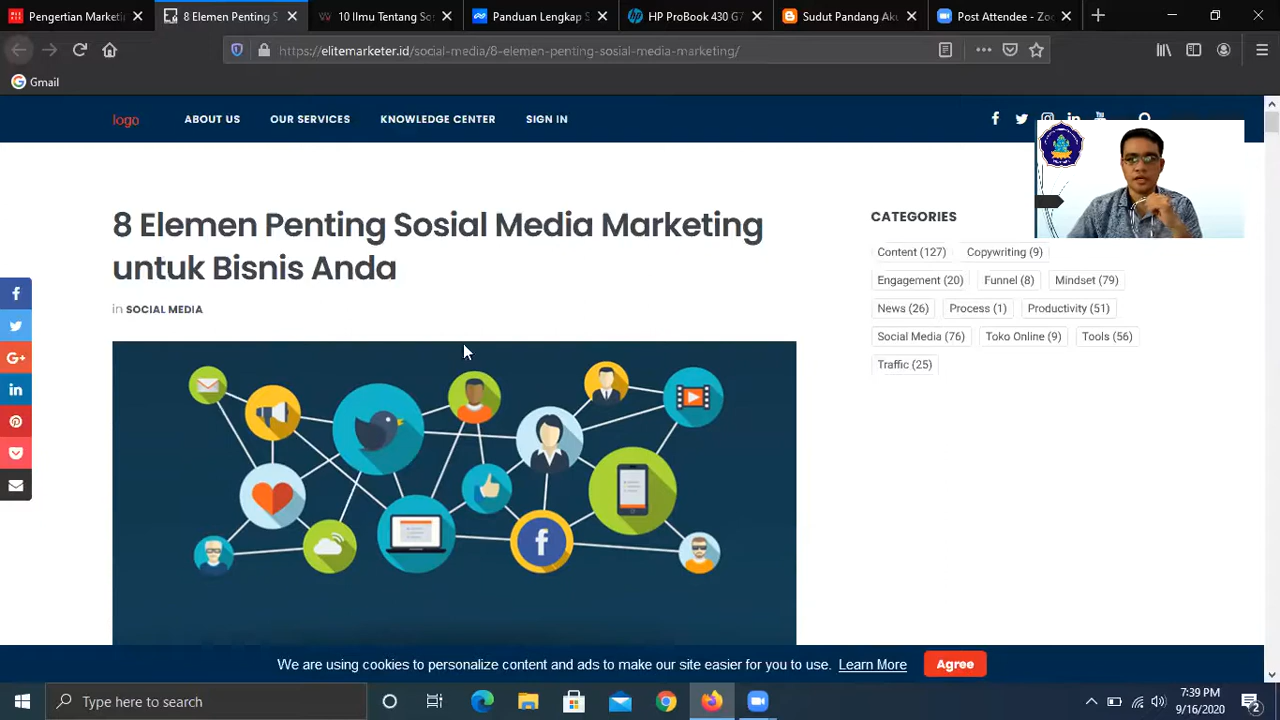 Pengertian Marketi
8 Elemen Penting S
10 Ilmu Tentang So
Panduan Lengkap S
HP ProBook 430 G7
Sudut Pandang Aku
Post Attendee - Zoo
https://elitemarketer.id/social-media/8-elemen-penting-sosial-media-marketing/
Gmail
logo ABOUT US OUR SERVICES KNOWLEDGE CENTER SIGN IN
8 Elemen Penting Sosial Media Marketing
untuk Bisnis Anda
in SOCIAL MEDIA
CATEGORIES
Content (127) Copywriting (9)
Engagement (20) Funnel (8) Mindset (79)
News (26) Process (1) Productivity (51)
Social Media (76) Toko Online (9) Tools (56)
Traffic (25)
We are using cookies to personalize content and ads to make our site easier for you to use. Learn More Agree
Type here to search
7:39 PM
9/16/2020
2